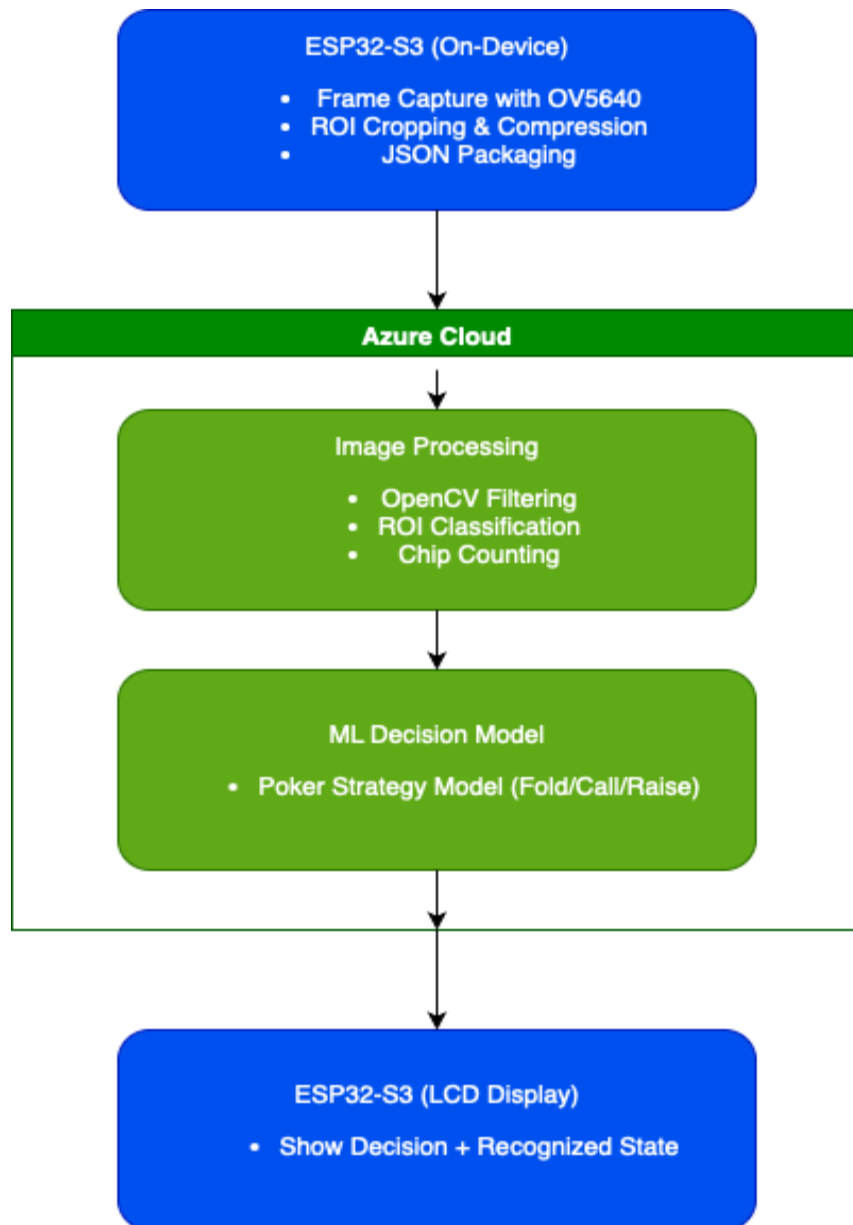 ESP32-S3 (On-Device)
• Frame Capture with OV5640
• ROI Cropping & Compression
• JSON Packaging
Azure Cloud
Image Processing
• OpenCV Filtering
• ROI Classification
• Chip Counting
ML Decision Model
• Poker Strategy Model (Fold/Call/Raise)
ESP32-S3 (LCD Display)
• Show Decision + Recognized State